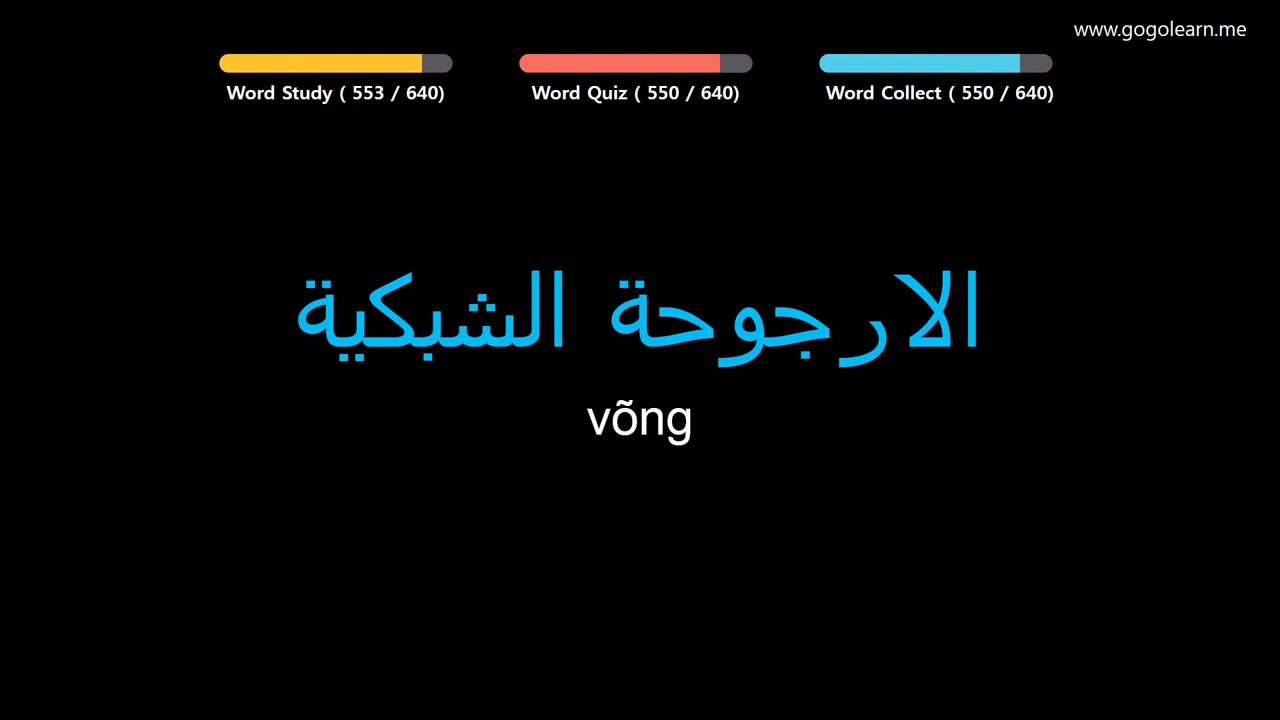 www.gogolearn.me
Word Study ( 553 / 640)
Word Quiz ( 550 / 640)
Word Collect ( 550 / 640)
الارجوحة الشبكية
võng